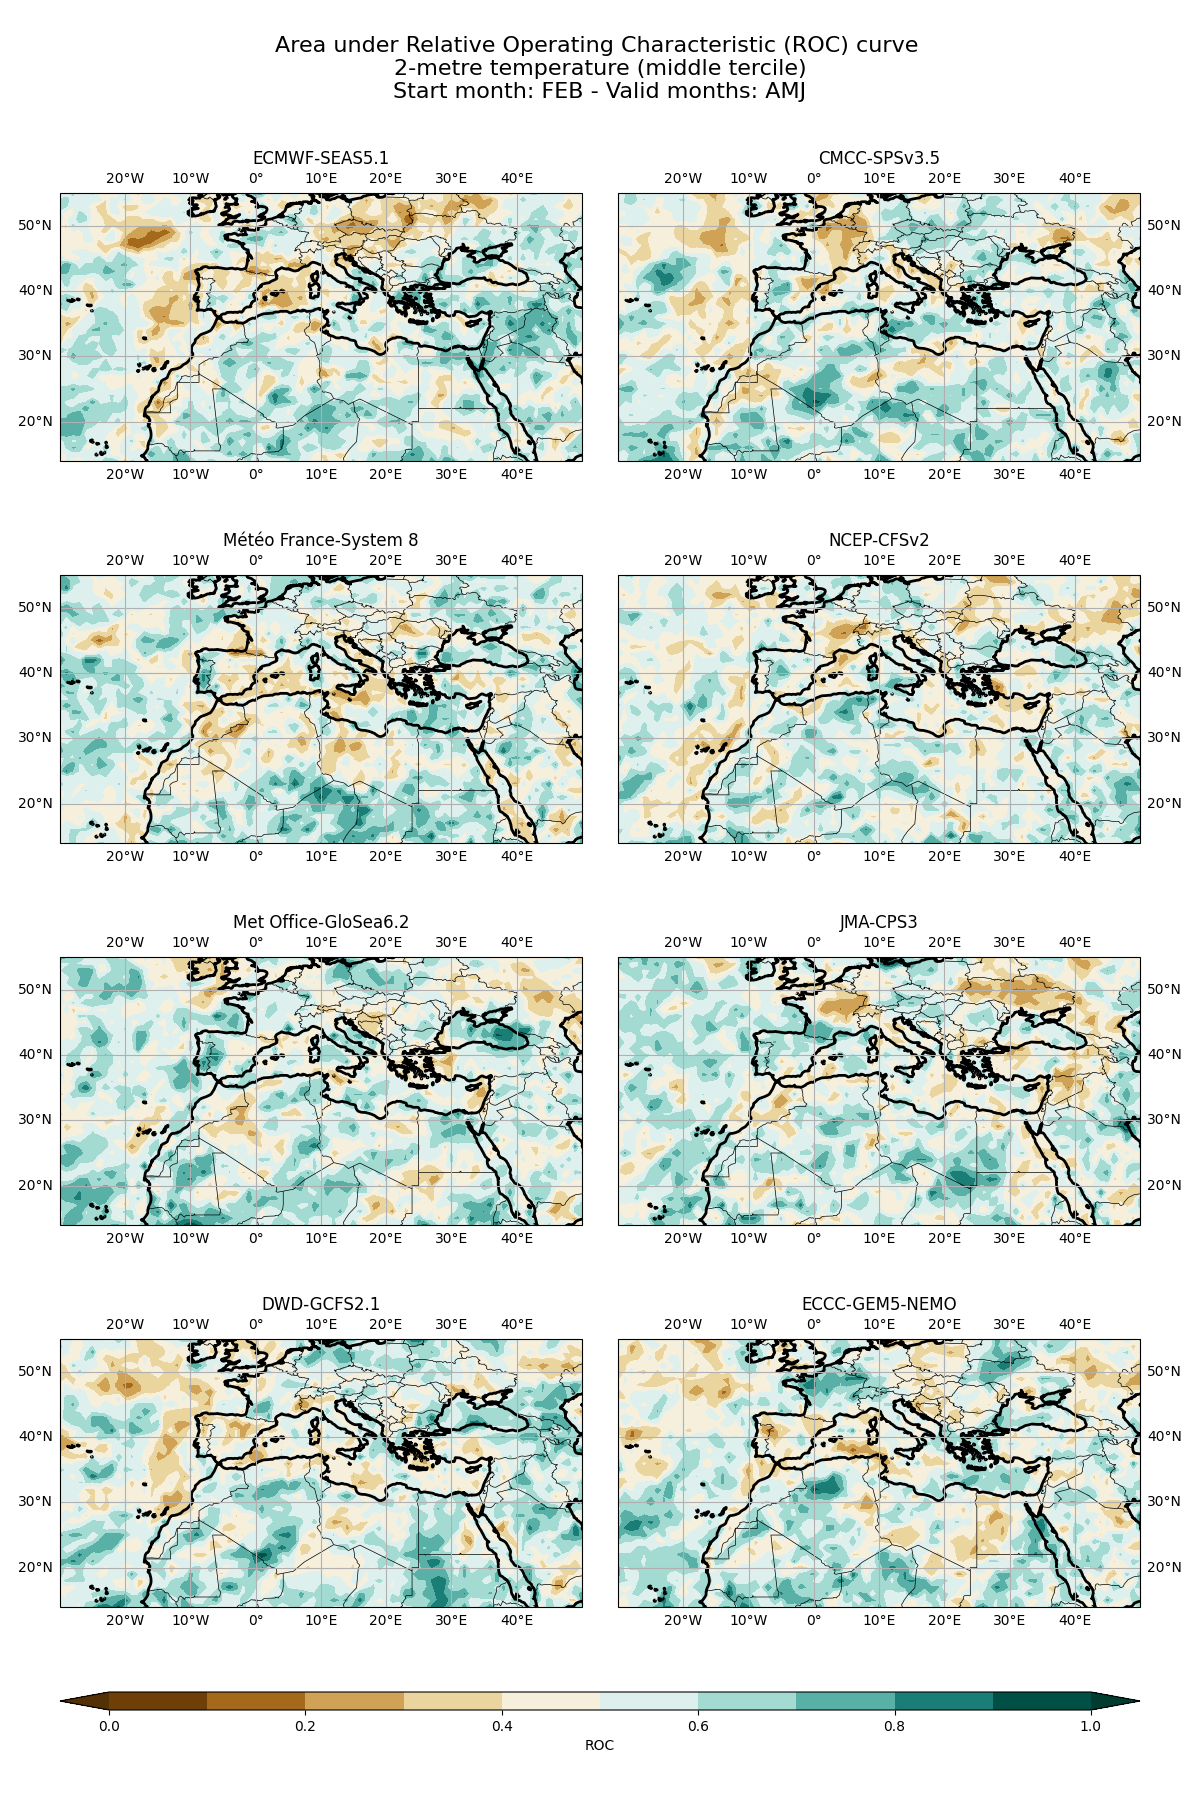 Area under Relative Operating Characteristic (ROC) curve
2-metre temperature (middle tercile)
Start month: FEB - Valid months: AMJ
ECMWF-SEAS5.1 CMCC-SPSv3.5
20°W 10°W 0° 10°E 20°E 30°E 40°E 20°W 10°W 0° 10°E 20°E 30°E 40°E
50°N 50°N
40°N 40°N
30°N 30°N
20°N 20°N
20°W 10°W 0° 10°E 20°E 30°E 40°E 20°W 10°W 0° 10°E 20°E 30°E 40°E
Météo France-System 8 NCEP-CFSv2
20°W 10°W 0° 10°E 20°E 30°E 40°E 20°W 10°W 0° 10°E 20°E 30°E 40°E
50°N 50°N
40°N 40°N
30°N 30°N
20°N 20°N
20°W 10°W 0° 10°E 20°E 30°E 40°E 20°W 10°W 0° 10°E 20°E 30°E 40°E
Met Office-GloSea6.2 JMA-CPS3
20°W 10°W 0° 10°E 20°E 30°E 40°E 20°W 10°W 0° 10°E 20°E 30°E 40°E
50°N 50°N
40°N 40°N
30°N 30°N
20°N 20°N
20°W 10°W 0° 10°E 20°E 30°E 40°E 20°W 10°W 0° 10°E 20°E 30°E 40°E
DWD-GCFS2.1 ECCC-GEM5-NEMO
20°W 10°W 0° 10°E 20°E 30°E 40°E 20°W 10°W 0° 10°E 20°E 30°E 40°E
50°N 50°N
40°N 40°N
30°N 30°N
20°N 20°N
20°W 10°W 0° 10°E 20°E 30°E 40°E 20°W 10°W 0° 10°E 20°E 30°E 40°E
0.0 0.2 0.4 0.6 0.8 1.0
ROC